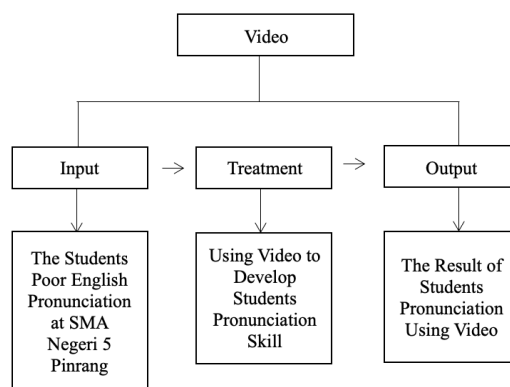 Video
Input
Treatment
Output
The Students
Poor English
Pronunciation
at SMA
Negeri 5
Pinrang
Using Video to
Develop
Students
Pronunciation
Skill
The Result of
Students
Pronunciation
Using Video